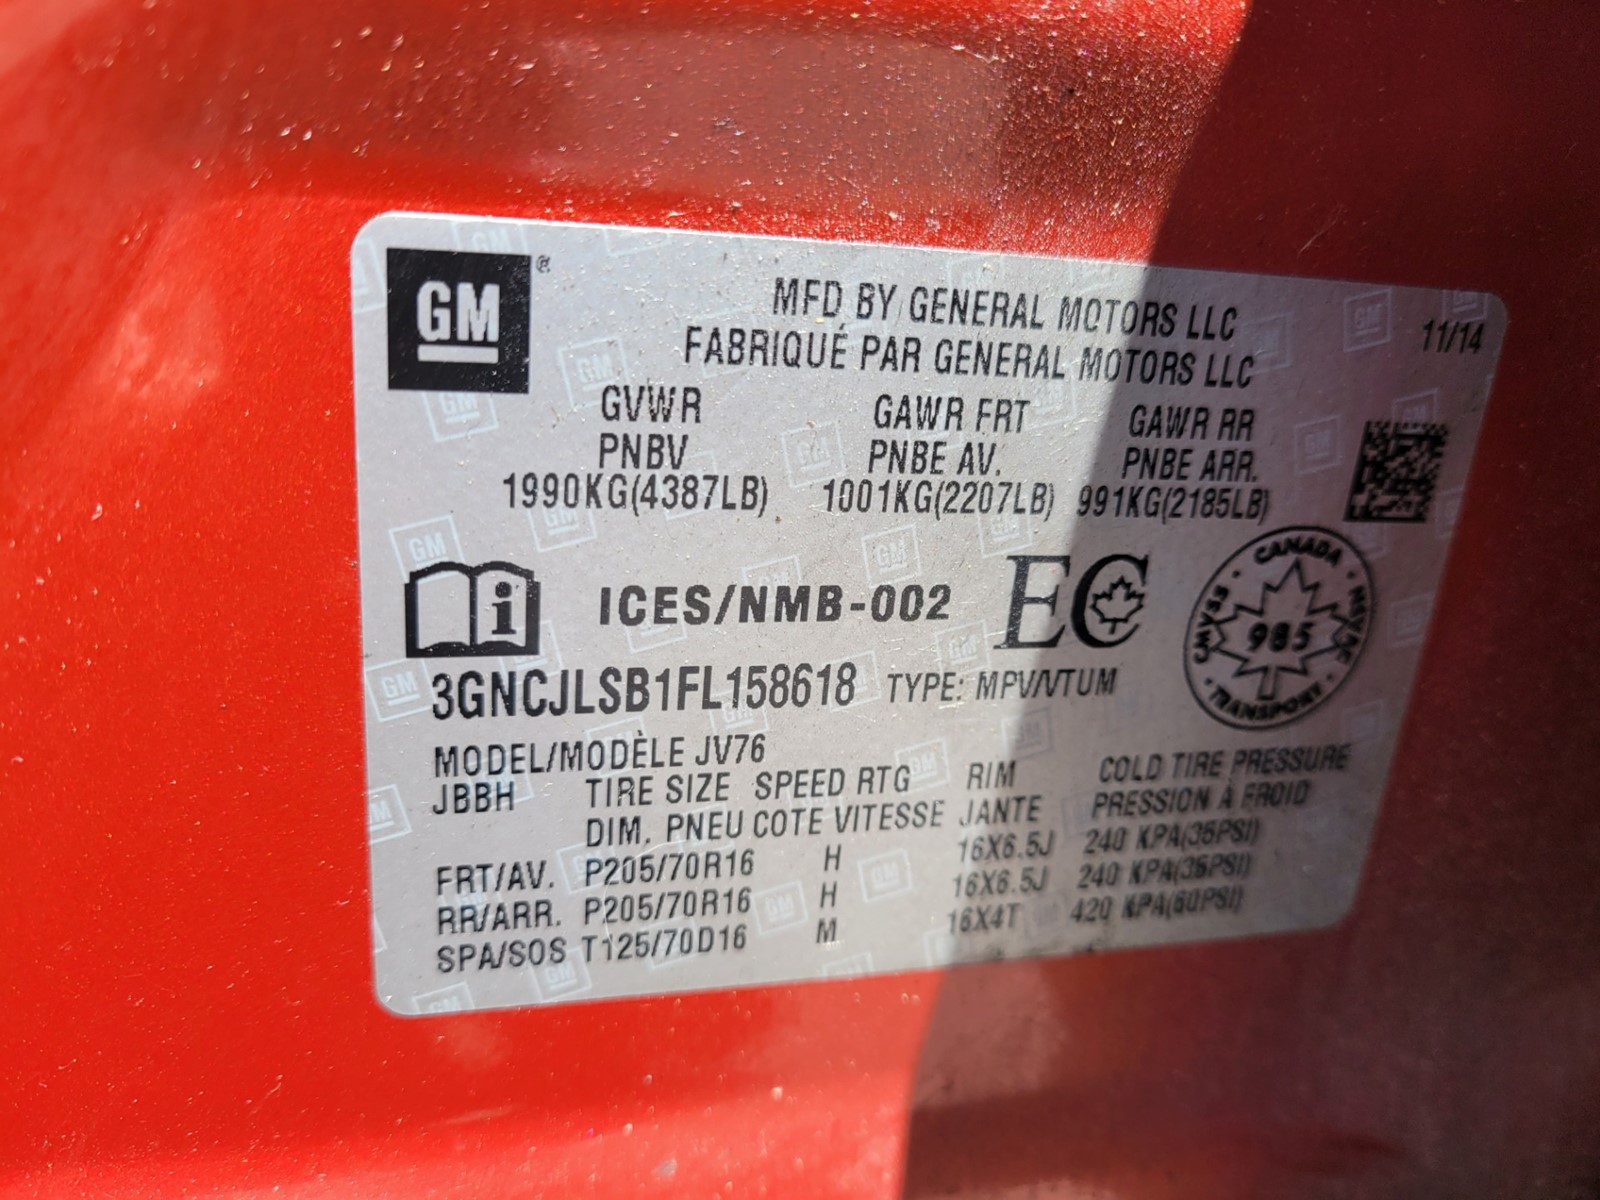 GM®
MFD BY GENERAL MOTORS LLC
FABRIQUÉ PAR GENERAL MOTORS LLC
11/14
GVWR GAWR FRT GAWR RR
PNBV PNBE AV. PNBE ARR.
1990KG(4387LB) 1001KG(2207LB) 991KG(2185LB)
i ICES/NMB-002 EC
CANADA
CMVSS · NSVAC
985
TRANSPORT
3GNCJLSB1FL158618 TYPE: MPV/VTUM
MODEL/MODÈLE JV76
JBBH TIRE SIZE SPEED RTG RIM COLD TIRE PRESSURE
DIM. PNEU COTE VITESSE JANTE PRESSION À FROID
FRT/AV. P205/70R16 H 16X6.5J 240 KPA(35PSI)
RR/ARR. P205/70R16 H 16X6.5J 240 KPA(35PSI)
SPA/SOS T125/70D16 M 16X4T 420 KPA(60PSI)